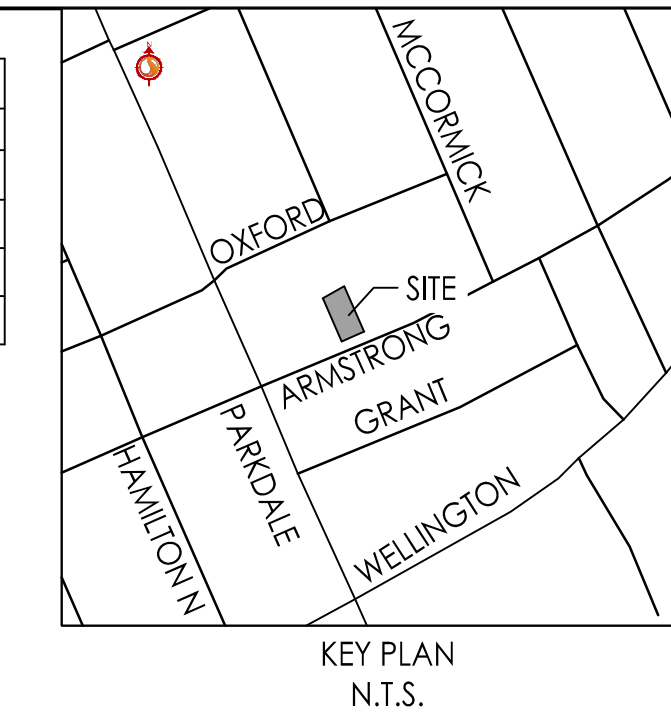 N
MCCORMICK
OXFORD
SITE
ARMSTRONG
GRANT
PARKDALE
HAMILTON N
WELLINGTON
KEY PLAN
N.T.S.